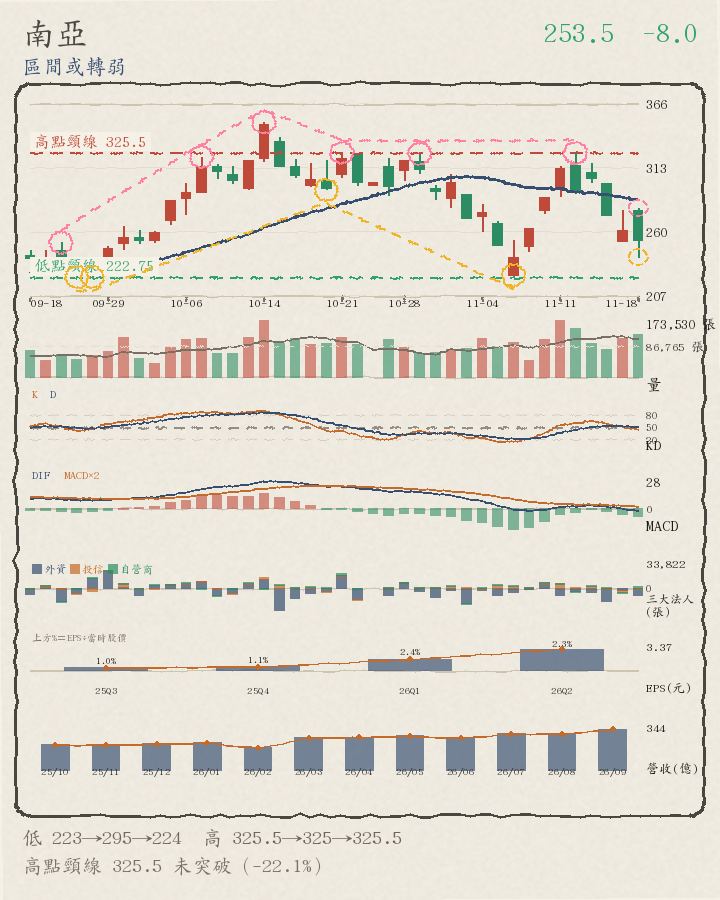 南亞
253.5 -8.0
區間或轉弱
366
高點頸線 325.5
313
260
低點頸線 222.75
207
09-18 09-29 10-06 10-14 10-21 10-28 11-04 11-11 11-18
173,530 張
86,765 張
量
K D
80
50
20
KD
DIF MACD×2
28
0
MACD
外資 投信 自營商
33,822
0
三大法人
(張)
上方%=EPS÷當時股價
1.0% 1.1% 2.4% 2.3%
3.37
25Q3 25Q4 26Q1 26Q2
EPS(元)
344
25/10 25/11 25/12 26/01 26/02 26/03 26/04 26/05 26/06 26/07 26/08 26/09
營收(億)
低 223→295→224 高 325.5→325→325.5
高點頸線 325.5 未突破 (-22.1%)